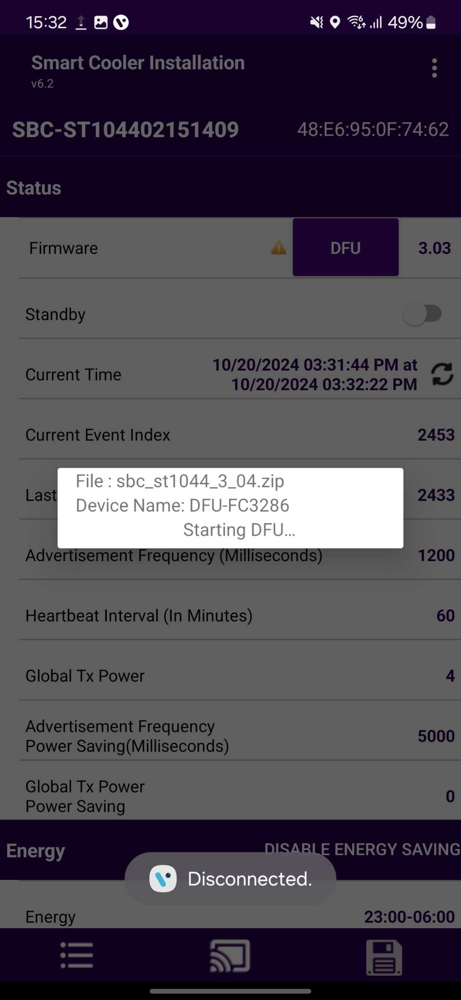 15:32
49%
Smart Cooler Installation
v6.2
SBC-ST104402151409 48:E6:95:0F:74:62
Status
Firmware DFU 3.03
Standby
Current Time 10/20/2024 03:31:44 PM at
10/20/2024 03:32:22 PM
Current Event Index 2453
File : sbc_st1044_3_04.zip
Last 2433
Device Name: DFU-FC3286
Starting DFU...
Advertisement Frequency (Milliseconds) 1200
Heartbeat Interval (In Minutes) 60
Global Tx Power 4
Advertisement Frequency
Power Saving(Milliseconds) 5000
Global Tx Power
Power Saving 0
Energy DISABLE ENERGY SAVING
Disconnected.
Energy 23:00-06:00